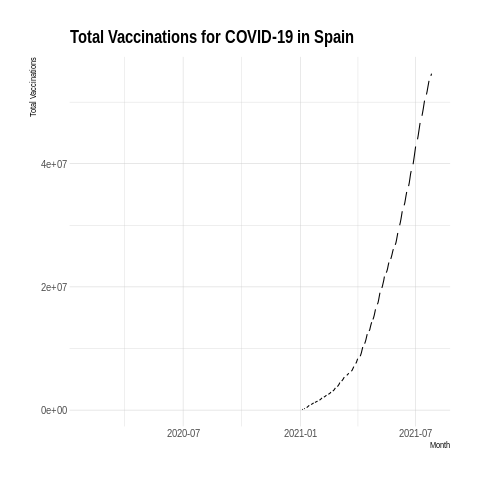 Total Vaccinations for COVID-19 in Spain
Total Vaccinations
4e+07
2e+07
0e+00
2020-07 2021-01 2021-07
Month